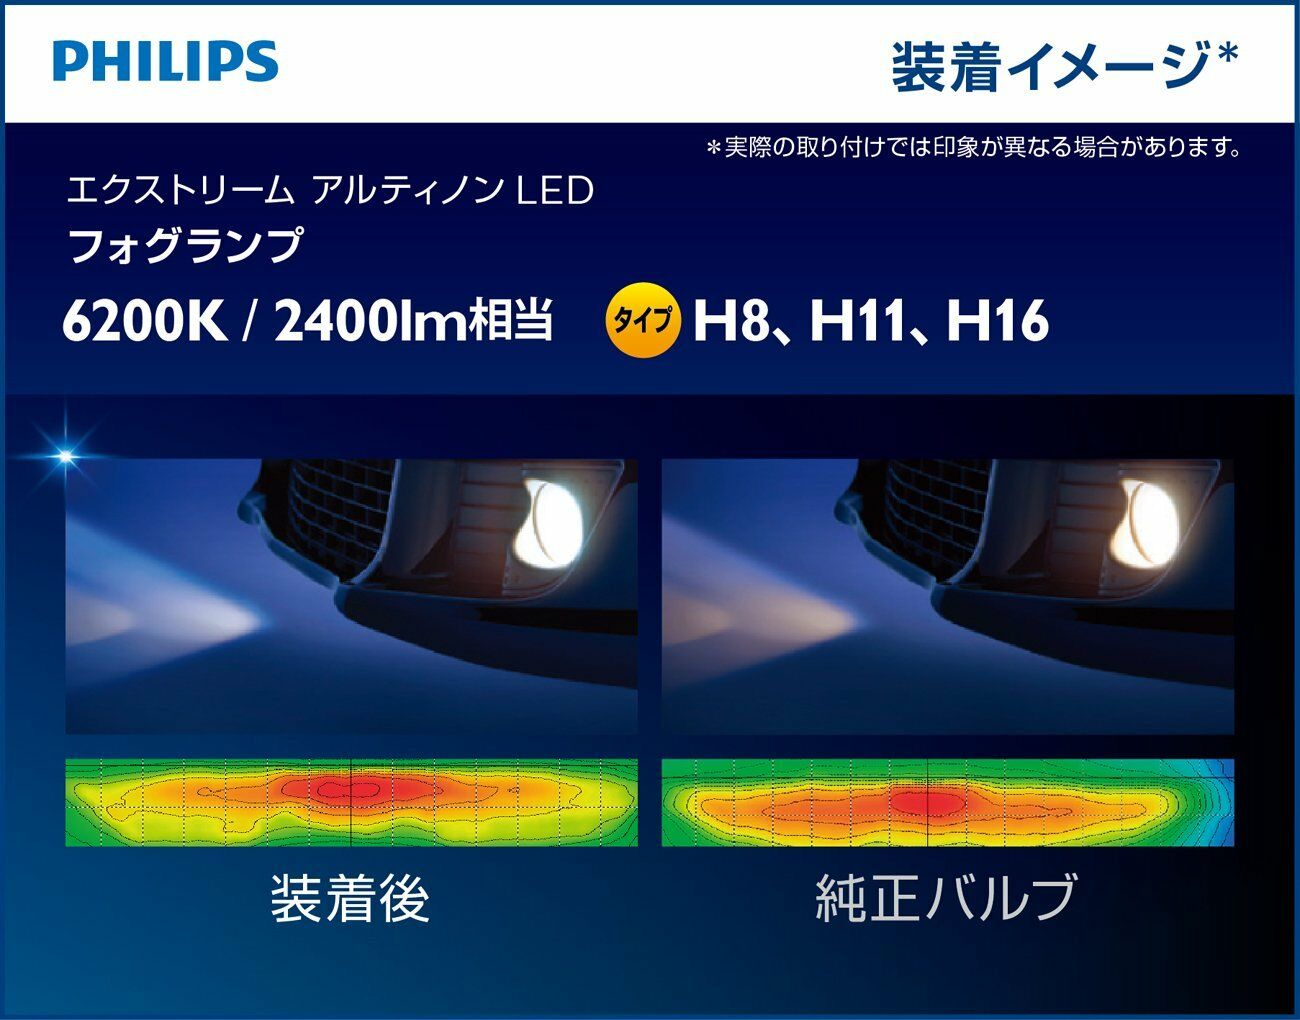 PHILIPS
装着イメージ*
*実際の取り付けでは印象が異なる場合があります。
エクストリーム アルティノン LED
フォグランプ
6200K / 2400lm相当 タイプ H8、H11、H16
装着後
純正バルブ